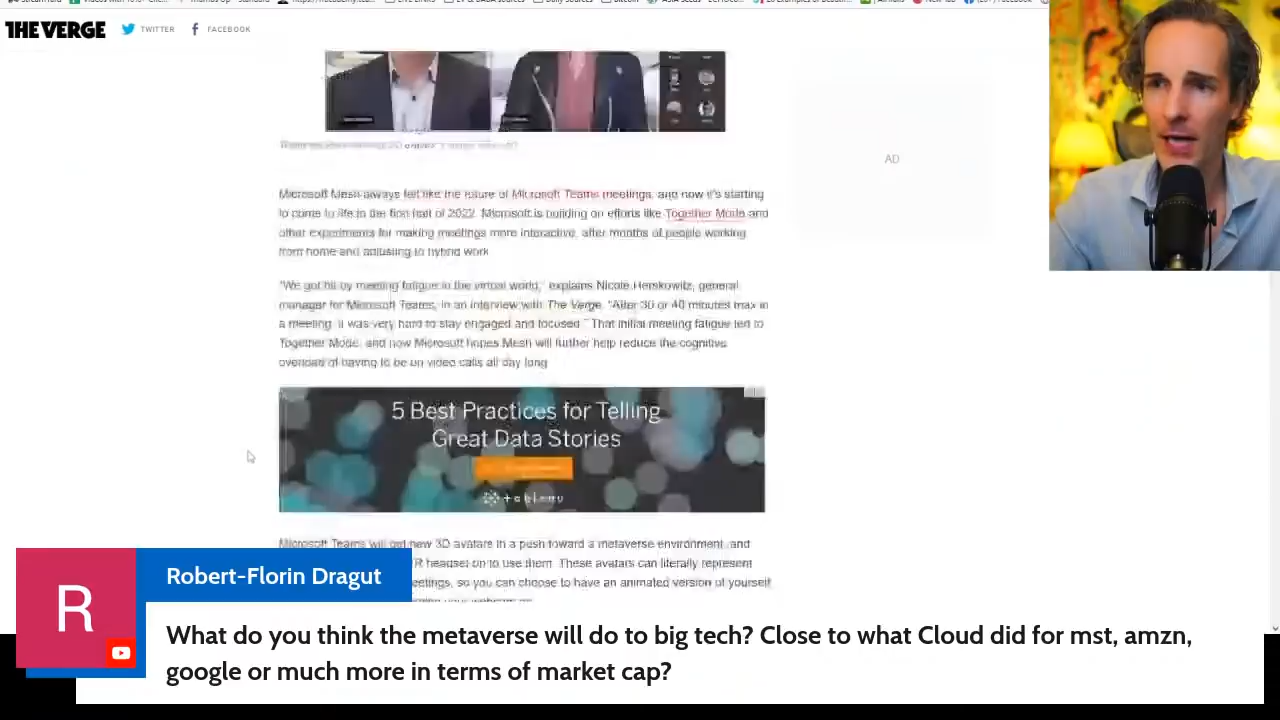 THE VERGE
TWITTER
FACEBOOK
AD
Microsoft Mesh always felt like the future of Microsoft Teams meetings, and now it's starting
to come to life in the first half of 2022. Microsoft is building on efforts like Together Mode and
other experiments for making meetings more interactive, after months of people working
from home and adjusting to hybrid work.
"We got hit by meeting fatigue in the virtual world," explains Nicole Herskowitz, general
manager for Microsoft Teams, in an interview with The Verge. "After 30 or 40 minutes max in
a meeting, it was very hard to stay engaged and focused." That initial meeting fatigue led to
Together Mode, and now Microsoft hopes Mesh will further help reduce the cognitive
overload of having to be on video calls all day long.
5 Best Practices for Telling
Great Data Stories
+ableau
Microsoft Teams will get new 3D avatars in a push toward a metaverse environment, and
R headset on to use them. These avatars can literally represent
eetings, so you can choose to have an animated version of yourself
R
Robert-Florin Dragut
What do you think the metaverse will do to big tech? Close to what Cloud did for mst, amzn,
google or much more in terms of market cap?